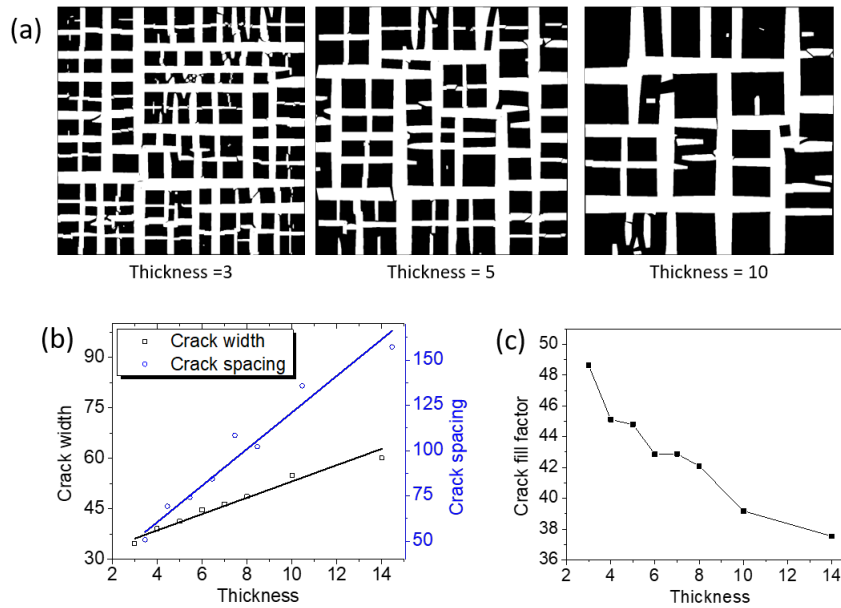 (a)
Thickness =3
Thickness = 5
Thickness = 10
(b)
Crack width
Crack spacing
90
75
60
45
30
Crack width
150
125
100
75
50
Crack spacing
2 4 6 8 10 12 14
Thickness
(c)
50
48
46
44
42
40
38
36
Crack fill factor
2 4 6 8 10 12 14
Thickness